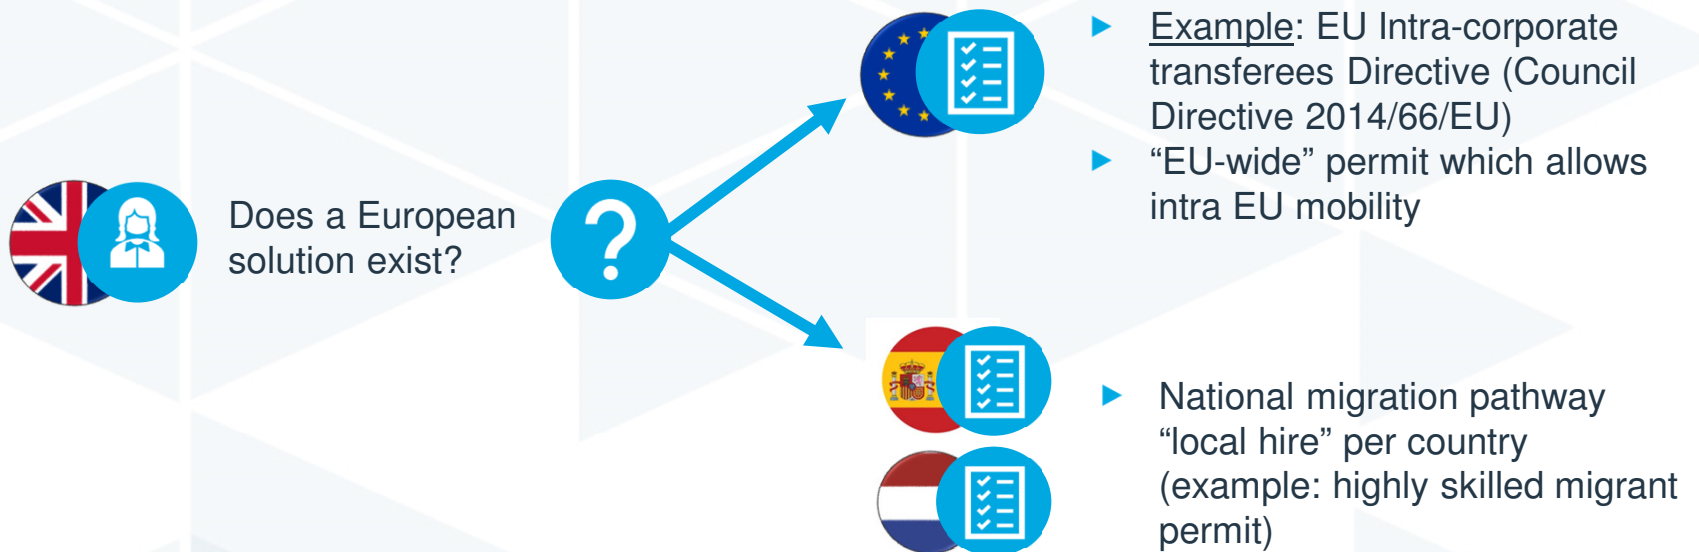 Does a European
solution exist?
?
Example: EU Intra-corporate
transferees Directive (Council
Directive 2014/66/EU)
“EU-wide” permit which allows
intra EU mobility
National migration pathway
“local hire” per country
(example: highly skilled migrant
permit)